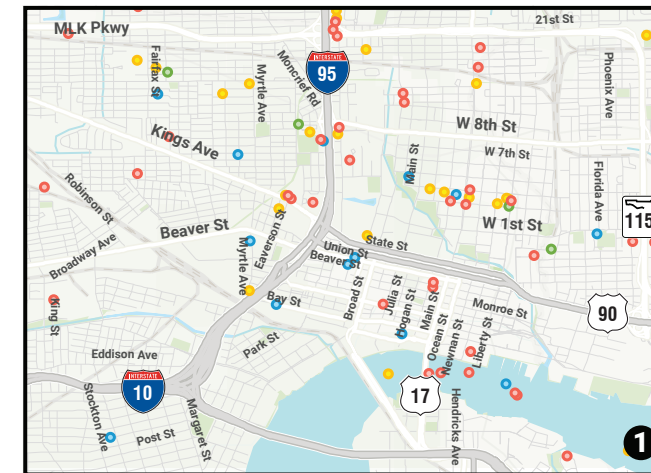 21st St
MLK Pkwy
Fairfax St
Myrtle Ave
Moncrief Rd
INTERSTATE
95
Phoenix Ave
Kings Ave
W 8th St
W 7th St
Main St
Florida Ave
Robinson St
Beaver St
Eaverson St
W 1st St
115
Broadway Ave
Myrtle Ave
Union St
State St
Beaver St
King St
Bay St
Broad St
Julia St
Hogan St
Main St
Ocean St
Newnan St
Liberty St
Monroe St
90
Park St
Eddison Ave
INTERSTATE
10
17
Stockton Ave
Margaret St
Post St
Hendricks Ave
1